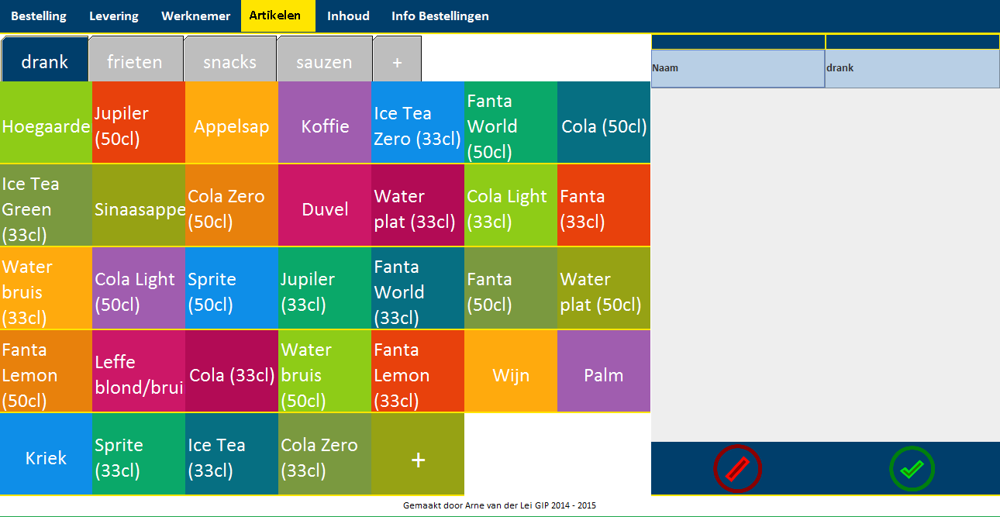 Bestelling Levering Werknemer Artikelen Inhoud Info Bestellingen
drank frieten snacks sauzen +
Naam drank
Hoegaarde
Jupiler
(50cl)
Appelsap
Koffie
Ice Tea
Zero (33cl)
Fanta
World
(50cl)
Cola (50cl)
Ice Tea
Green
(33cl)
Sinaasappe
Cola Zero
(50cl)
Duvel
Water
plat (33cl)
Cola Light
(33cl)
Fanta
(33cl)
Water
bruis
(33cl)
Cola Light
(50cl)
Sprite
(50cl)
Jupiler
(33cl)
Fanta
World
(33cl)
Fanta
(50cl)
Water
plat (50cl)
Fanta
Lemon
(50cl)
Leffe
blond/brui
Cola (33cl)
Water
bruis
(50cl)
Fanta
Lemon
(33cl)
Wijn
Palm
Kriek
Sprite
(33cl)
Ice Tea
(33cl)
Cola Zero
(33cl)
+
Gemaakt door Arne van der Lei GIP 2014 - 2015